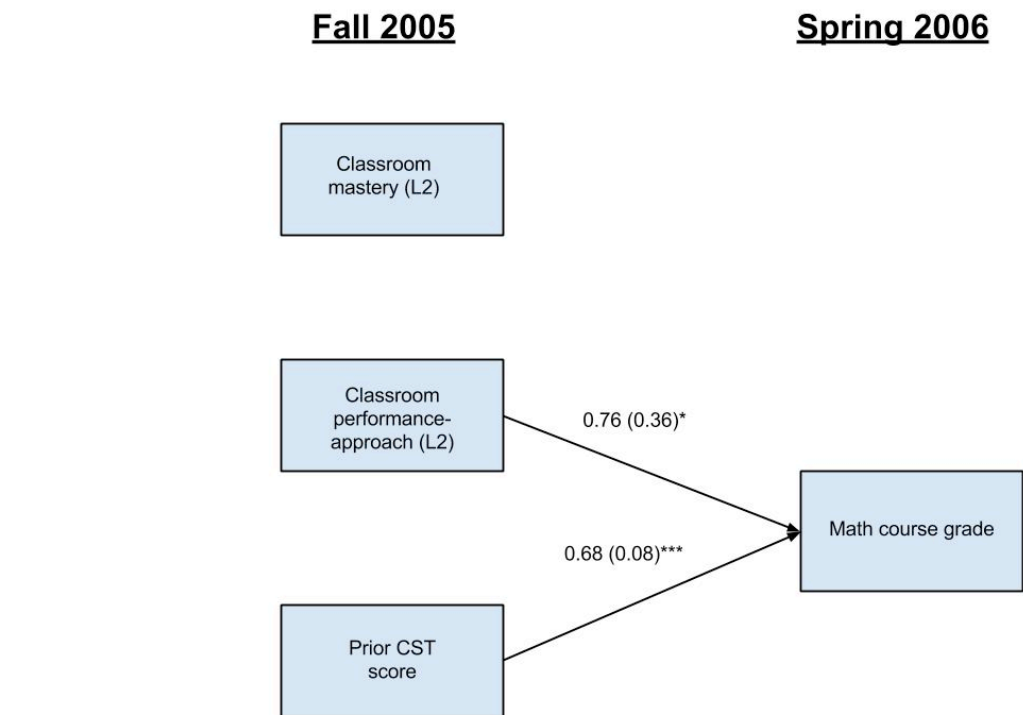 Fall 2005
Spring 2006
Classroom
mastery (L2)
Classroom
performance-
approach (L2)
0.76 (0.36)*
Math course grade
0.68 (0.08)***
Prior CST
score